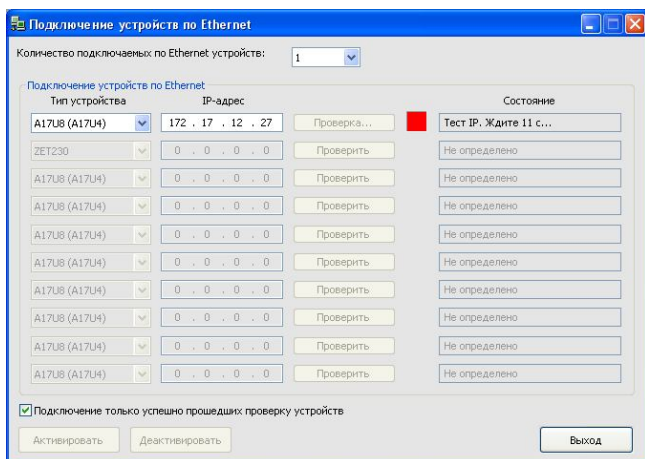 Подключение устройств по Ethernet
Количество подключаемых по Ethernet устройств: 1
Подключение устройств по Ethernet
Тип устройства IP-адрес Состояние
A17U8 (A17U4) 172 . 17 . 12 . 27 Проверка... Тест IP. Ждите 11 с...
ZET230 0 . 0 . 0 . 0 Проверить Не определено
A17U8 (A17U4) 0 . 0 . 0 . 0 Проверить Не определено
A17U8 (A17U4) 0 . 0 . 0 . 0 Проверить Не определено
A17U8 (A17U4) 0 . 0 . 0 . 0 Проверить Не определено
A17U8 (A17U4) 0 . 0 . 0 . 0 Проверить Не определено
A17U8 (A17U4) 0 . 0 . 0 . 0 Проверить Не определено
A17U8 (A17U4) 0 . 0 . 0 . 0 Проверить Не определено
A17U8 (A17U4) 0 . 0 . 0 . 0 Проверить Не определено
A17U8 (A17U4) 0 . 0 . 0 . 0 Проверить Не определено
Подключение только успешно прошедших проверку устройств
Активировать Деактивировать Выход